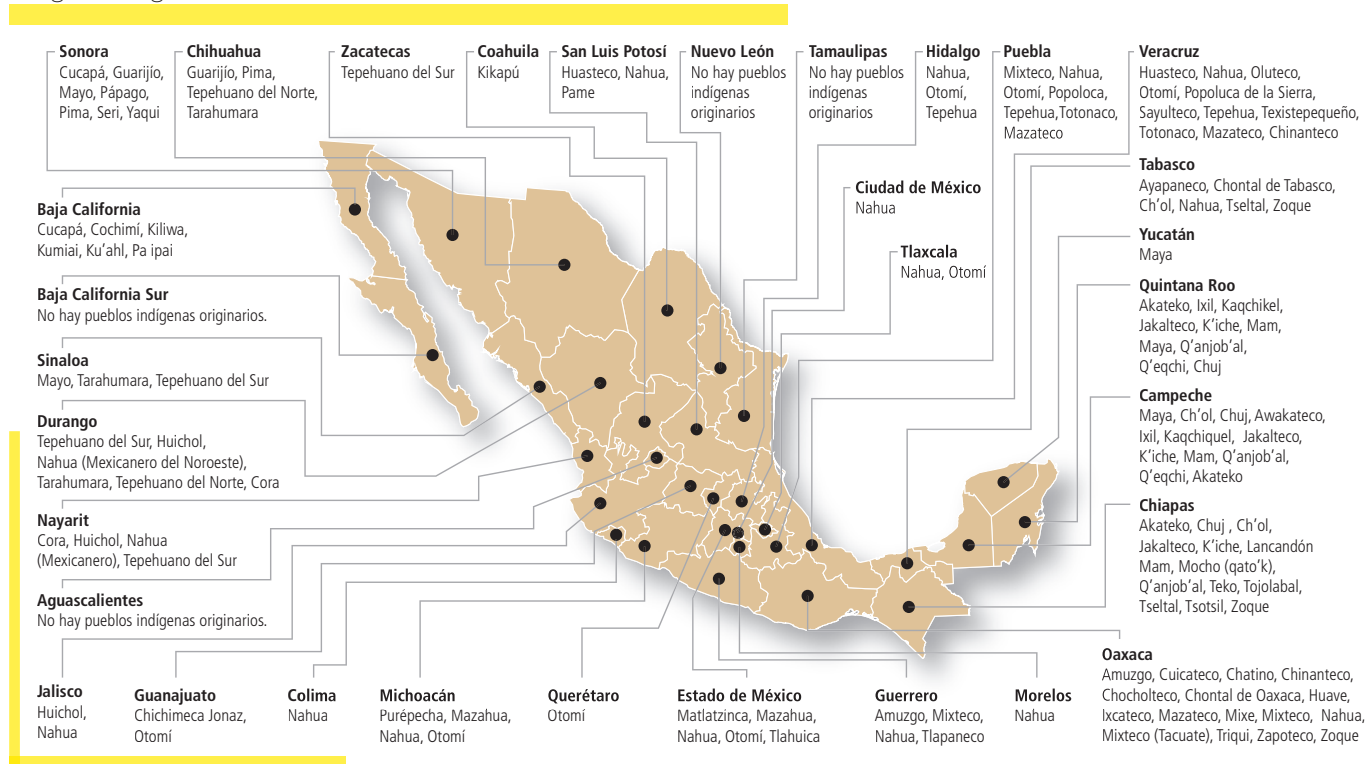 Sonora
Cucapá, Guarijío,
Mayo, Pápago,
Pima, Seri, Yaqui
Chihuahua
Guarijío, Pima,
Tepehuano del Norte,
Tarahumara
Zacatecas
Tepehuano del Sur
Coahuila
Kikapú
San Luis Potosí
Huasteco, Nahua,
Pame
Nuevo León
No hay pueblos
indígenas
originarios
Tamaulipas
No hay pueblos
indígenas
originarios
Hidalgo
Nahua,
Otomí,
Tepehua
Puebla
Mixteco, Nahua,
Otomí, Popoloca,
Tepehua,Totonaco,
Mazateco
Veracruz
Huasteco, Nahua, Oluteco,
Otomí, Popoluca de la Sierra,
Sayulteco, Tepehua, Texistepequeño,
Totonaco, Mazateco, Chinanteco
Tabasco
Ayapaneco, Chontal de Tabasco,
Ch'ol, Nahua, Tseltal, Zoque
Ciudad de México
Nahua
Tlaxcala
Nahua, Otomí
Yucatán
Maya
Quintana Roo
Akateko, Ixil, Kaqchikel,
Jakalteco, K'iche, Mam,
Maya, Q'anjob'al,
Q'eqchi, Chuj
Campeche
Maya, Ch'ol, Chuj, Awakateco,
Ixil, Kaqchiquel, Jakalteco,
K'iche, Mam, Q'anjob'al,
Q'eqchi, Akateko
Chiapas
Akateko, Chuj , Ch'ol,
Jakalteco, K'iche, Lancandón
Mam, Mocho (qato'k),
Q'anjob'al, Teko, Tojolabal,
Tseltal, Tsotsil, Zoque
Baja California
Cucapá, Cochimí, Kiliwa,
Kumiai, Ku'ahl, Pa ipai
Baja California Sur
No hay pueblos indígenas originarios.
Sinaloa
Mayo, Tarahumara, Tepehuano del Sur
Durango
Tepehuano del Sur, Huichol,
Nahua (Mexicanero del Noroeste),
Tarahumara, Tepehuano del Norte, Cora
Nayarit
Cora, Huichol, Nahua
(Mexicanero), Tepehuano del Sur
Aguascalientes
No hay pueblos indígenas originarios.
Jalisco
Huichol,
Nahua
Guanajuato
Chichimeca Jonaz,
Otomí
Colima
Nahua
Michoacán
Purépecha, Mazahua,
Nahua, Otomí
Querétaro
Otomí
Estado de México
Matlatzinca, Mazahua,
Nahua, Otomí, Tlahuica
Guerrero
Amuzgo, Mixteco,
Nahua, Tlapaneco
Morelos
Nahua
Oaxaca
Amuzgo, Cuicateco, Chatino, Chinanteco,
Chocholteco, Chontal de Oaxaca, Huave,
Ixcateco, Mazateco, Mixe, Mixteco, Nahua,
Mixteco (Tacuate), Triqui, Zapoteco, Zoque